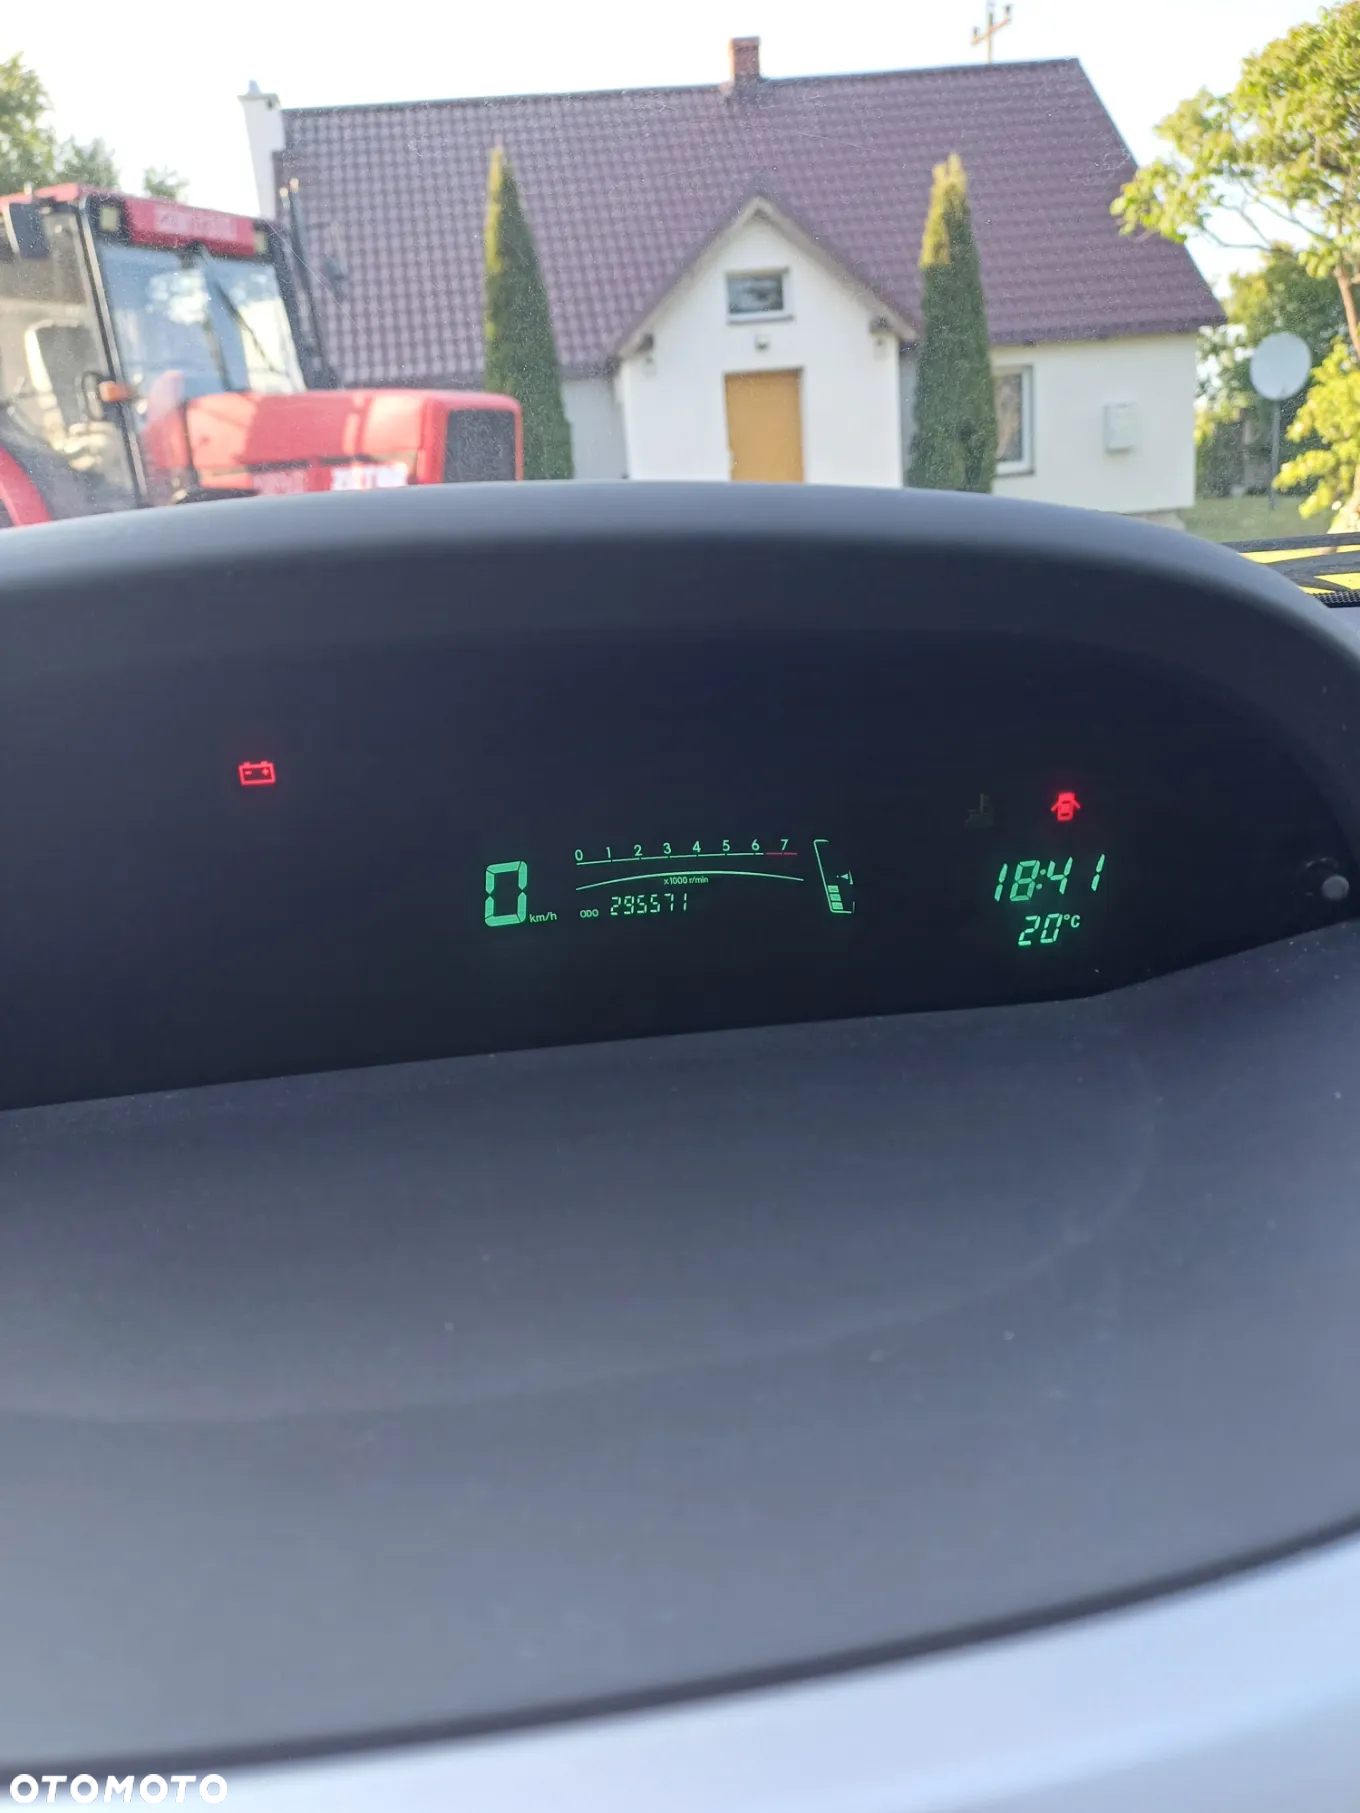 0 1 2 3 4 5 6 7
x1000 r/min
0 km/h
ODO 295571
18:41
20°C
OTOMOTO